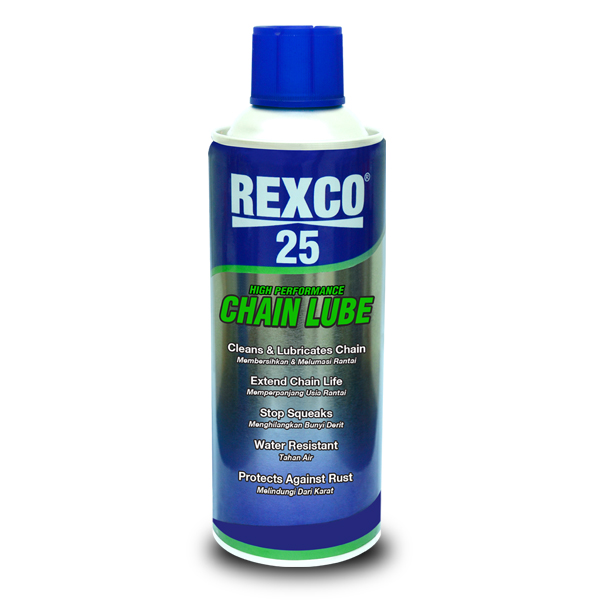 REXCO®
25
HIGH PERFORMANCE
CHAIN LUBE
Cleans & Lubricates Chain
Membersihkan & Melumasi Rantai
Extend Chain Life
Memperpanjang Usia Rantai
Stop Squeaks
Menghilangkan Bunyi Derit
Water Resistant
Tahan Air
Protects Against Rust
Melindungi Dari Karat